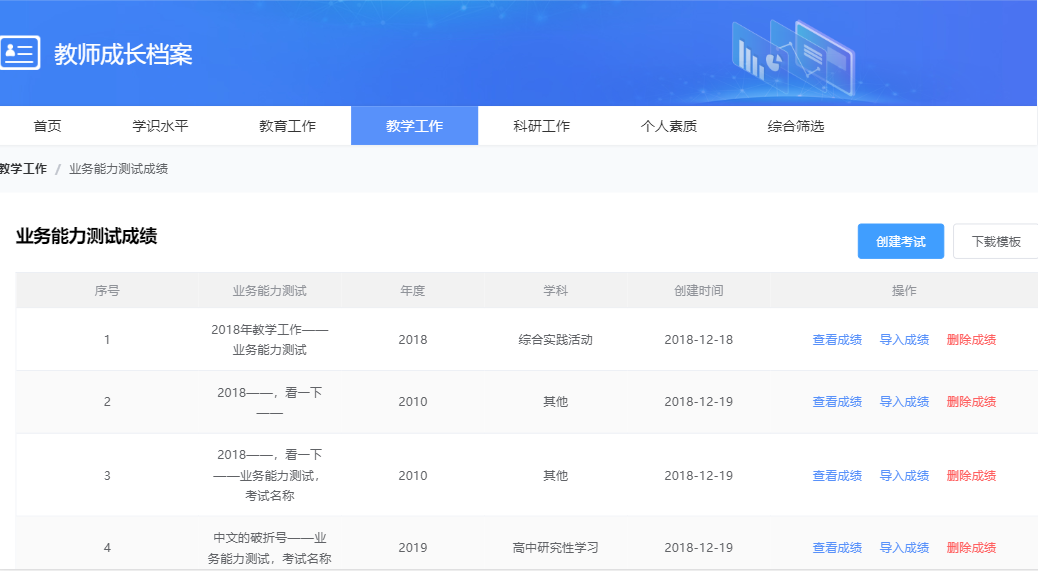 教师成长档案
首页 学识水平 教育工作 教学工作 科研工作 个人素质 综合筛选
教学工作 / 业务能力测试成绩
业务能力测试成绩
创建考试 下载模板
序号 业务能力测试 年度 学科 创建时间 操作
1 2018年教学工作——业务能力测试 2018 综合实践活动 2018-12-18 查看成绩 导入成绩 删除成绩
2 2018——，看一下—— 2010 其他 2018-12-19 查看成绩 导入成绩 删除成绩
3 2018——，看一下——业务能力测试，考试名称 2010 其他 2018-12-19 查看成绩 导入成绩 删除成绩
4 中文的破折号——业务能力测试，考试名称 2019 高中研究性学习 2018-12-19 查看成绩 导入成绩 删除成绩